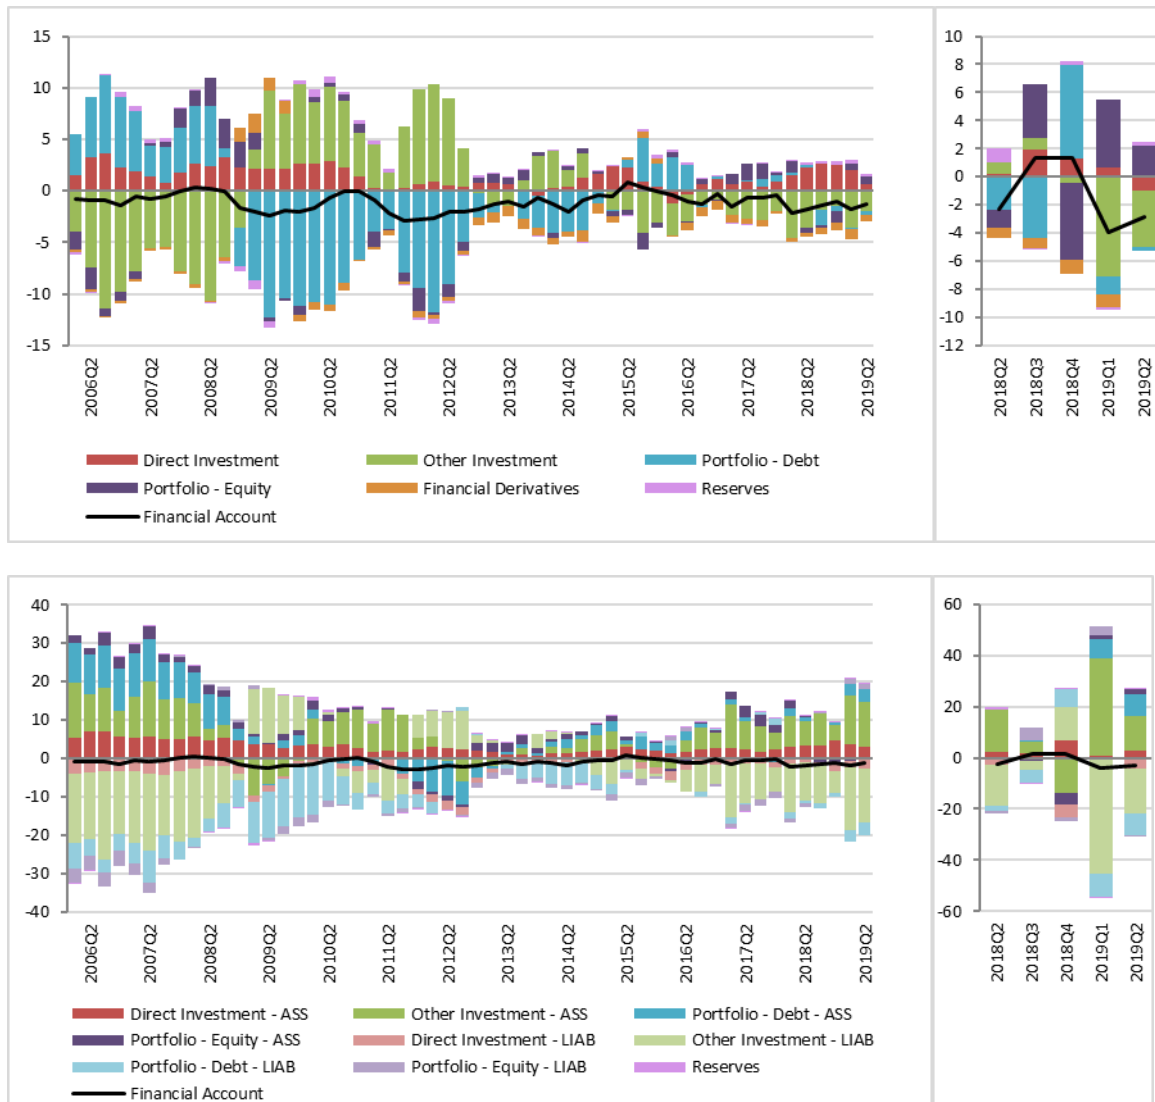 15
10
5
0
-5
-10
-15
2006Q2
2007Q2
2008Q2
2009Q2
2010Q2
2011Q2
2012Q2
2013Q2
2014Q2
2015Q2
2016Q2
2017Q2
2018Q2
2019Q2
Direct Investment
Other Investment
Portfolio - Debt
Portfolio - Equity
Financial Derivatives
Reserves
Financial Account
10
8
6
4
2
0
-2
-4
-6
-8
-10
-12
2018Q2
2018Q3
2018Q4
2019Q1
2019Q2
40
30
20
10
0
-10
-20
-30
-40
2006Q2
2007Q2
2008Q2
2009Q2
2010Q2
2011Q2
2012Q2
2013Q2
2014Q2
2015Q2
2016Q2
2017Q2
2018Q2
2019Q2
Direct Investment - ASS
Other Investment - ASS
Portfolio - Debt - ASS
Portfolio - Equity - ASS
Direct Investment - LIAB
Other Investment - LIAB
Portfolio - Debt - LIAB
Portfolio - Equity - LIAB
Reserves
Financial Account
60
40
20
0
-20
-40
-60
2018Q2
2018Q3
2018Q4
2019Q1
2019Q2